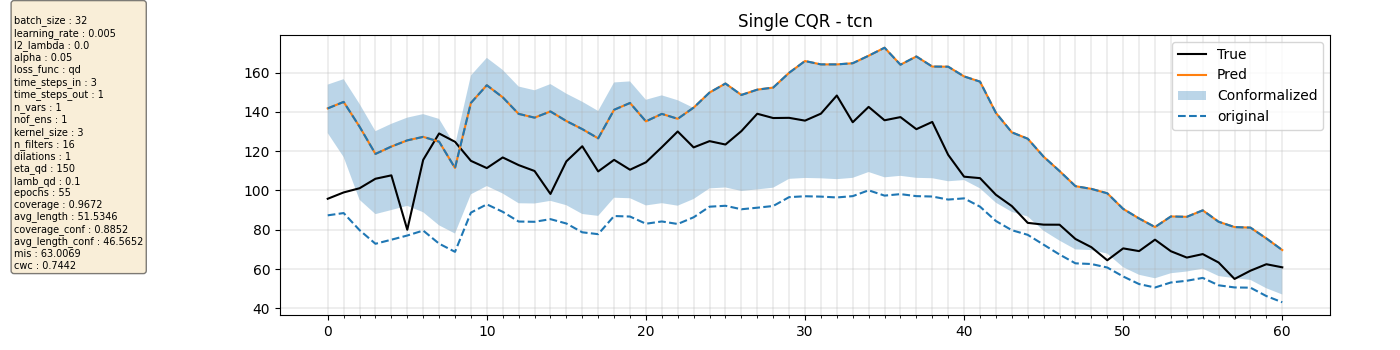 batch_size : 32
learning_rate : 0.005
l2_lambda : 0.0
alpha : 0.05
loss_func : qd
time_steps_in : 3
time_steps_out : 1
n_vars : 1
nof_ens : 1
kernel_size : 3
n_filters : 16
dilations : 1
eta_qd : 150
lamb_qd : 0.1
epochs : 55
coverage : 0.9672
avg_length : 51.5346
coverage_conf : 0.8852
avg_length_conf : 46.5652
mis : 63.0069
cwc : 0.7442
Single CQR - tcn
True
Pred
Conformalized
original
160
140
120
100
80
60
40
0 10 20 30 40 50 60